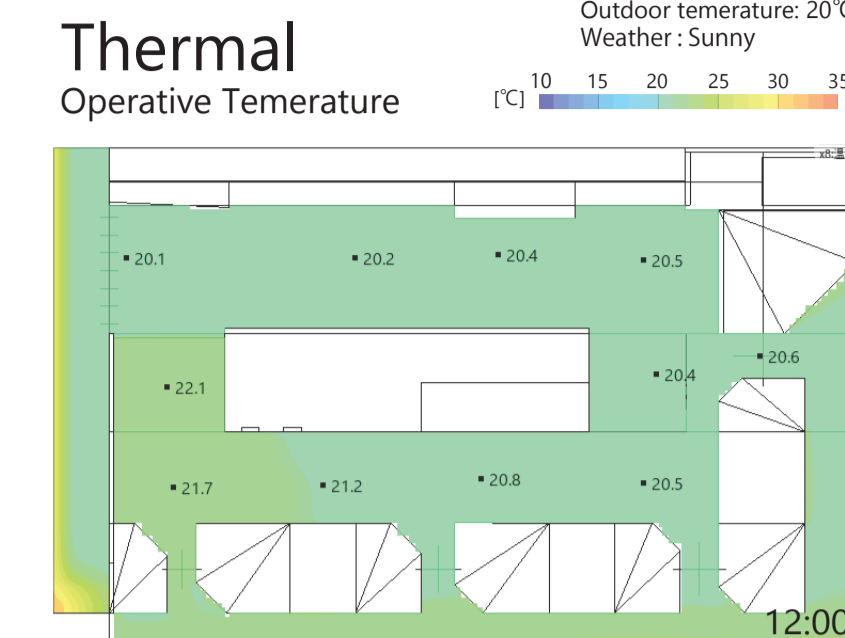 Outdoor temerature: 20°C
Thermal
Weather : Sunny
Operative Temerature
[℃] 10 15 20 25 30 35
20.1 20.2 20.4 20.5
20.6
22.1 20.4
21.7 21.2 20.8 20.5
12:00